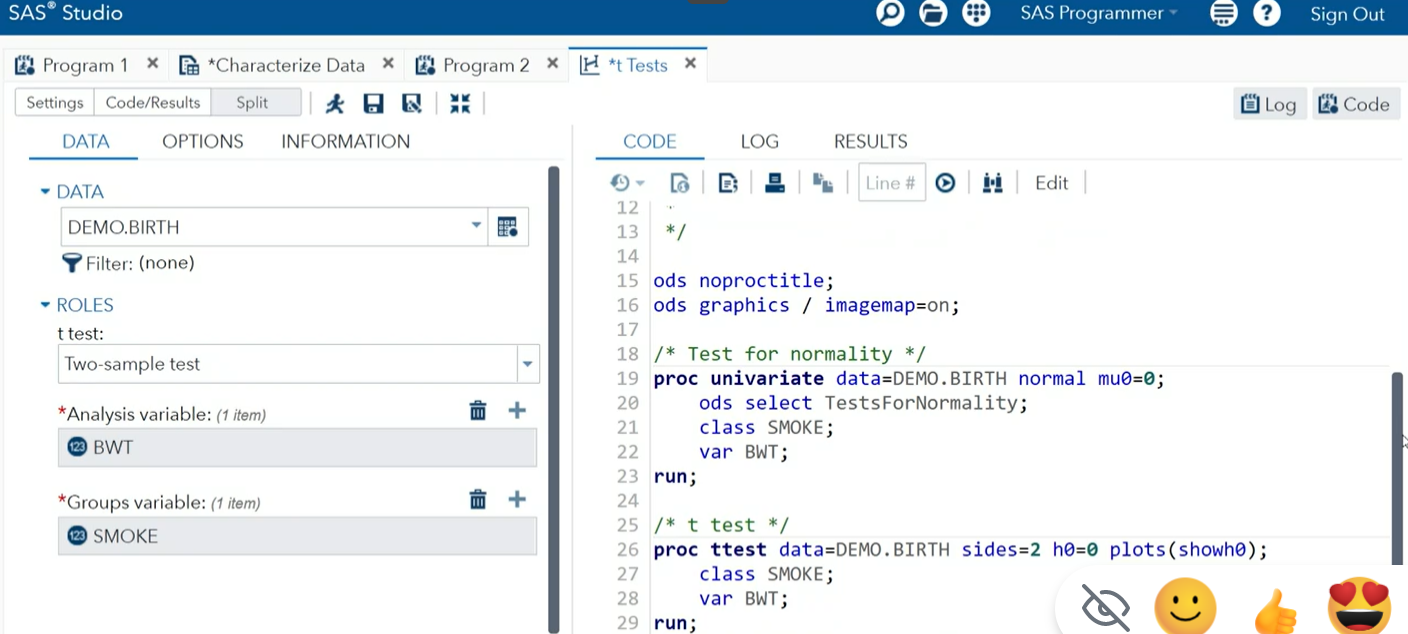 SAS® Studio
SAS Programmer
? Sign Out
Program 1
*Characterize Data
Program 2
*t Tests
Settings Code/Results Split
Log Code
DATA OPTIONS INFORMATION
DATA
DEMO.BIRTH
Filter: (none)
ROLES
t test:
Two-sample test
*Analysis variable: (1 item)
123 BWT
*Groups variable: (1 item)
123 SMOKE
CODE LOG RESULTS
Line # Edit
12 *
13 */
14
15 ods noproctitle;
16 ods graphics / imagemap=on;
17
18 /* Test for normality */
19 proc univariate data=DEMO.BIRTH normal mu0=0;
20 ods select TestsForNormality;
21 class SMOKE;
22 var BWT;
23 run;
24
25 /* t test */
26 proc ttest data=DEMO.BIRTH sides=2 h0=0 plots(showh0);
27 class SMOKE;
28 var BWT;
29 run;